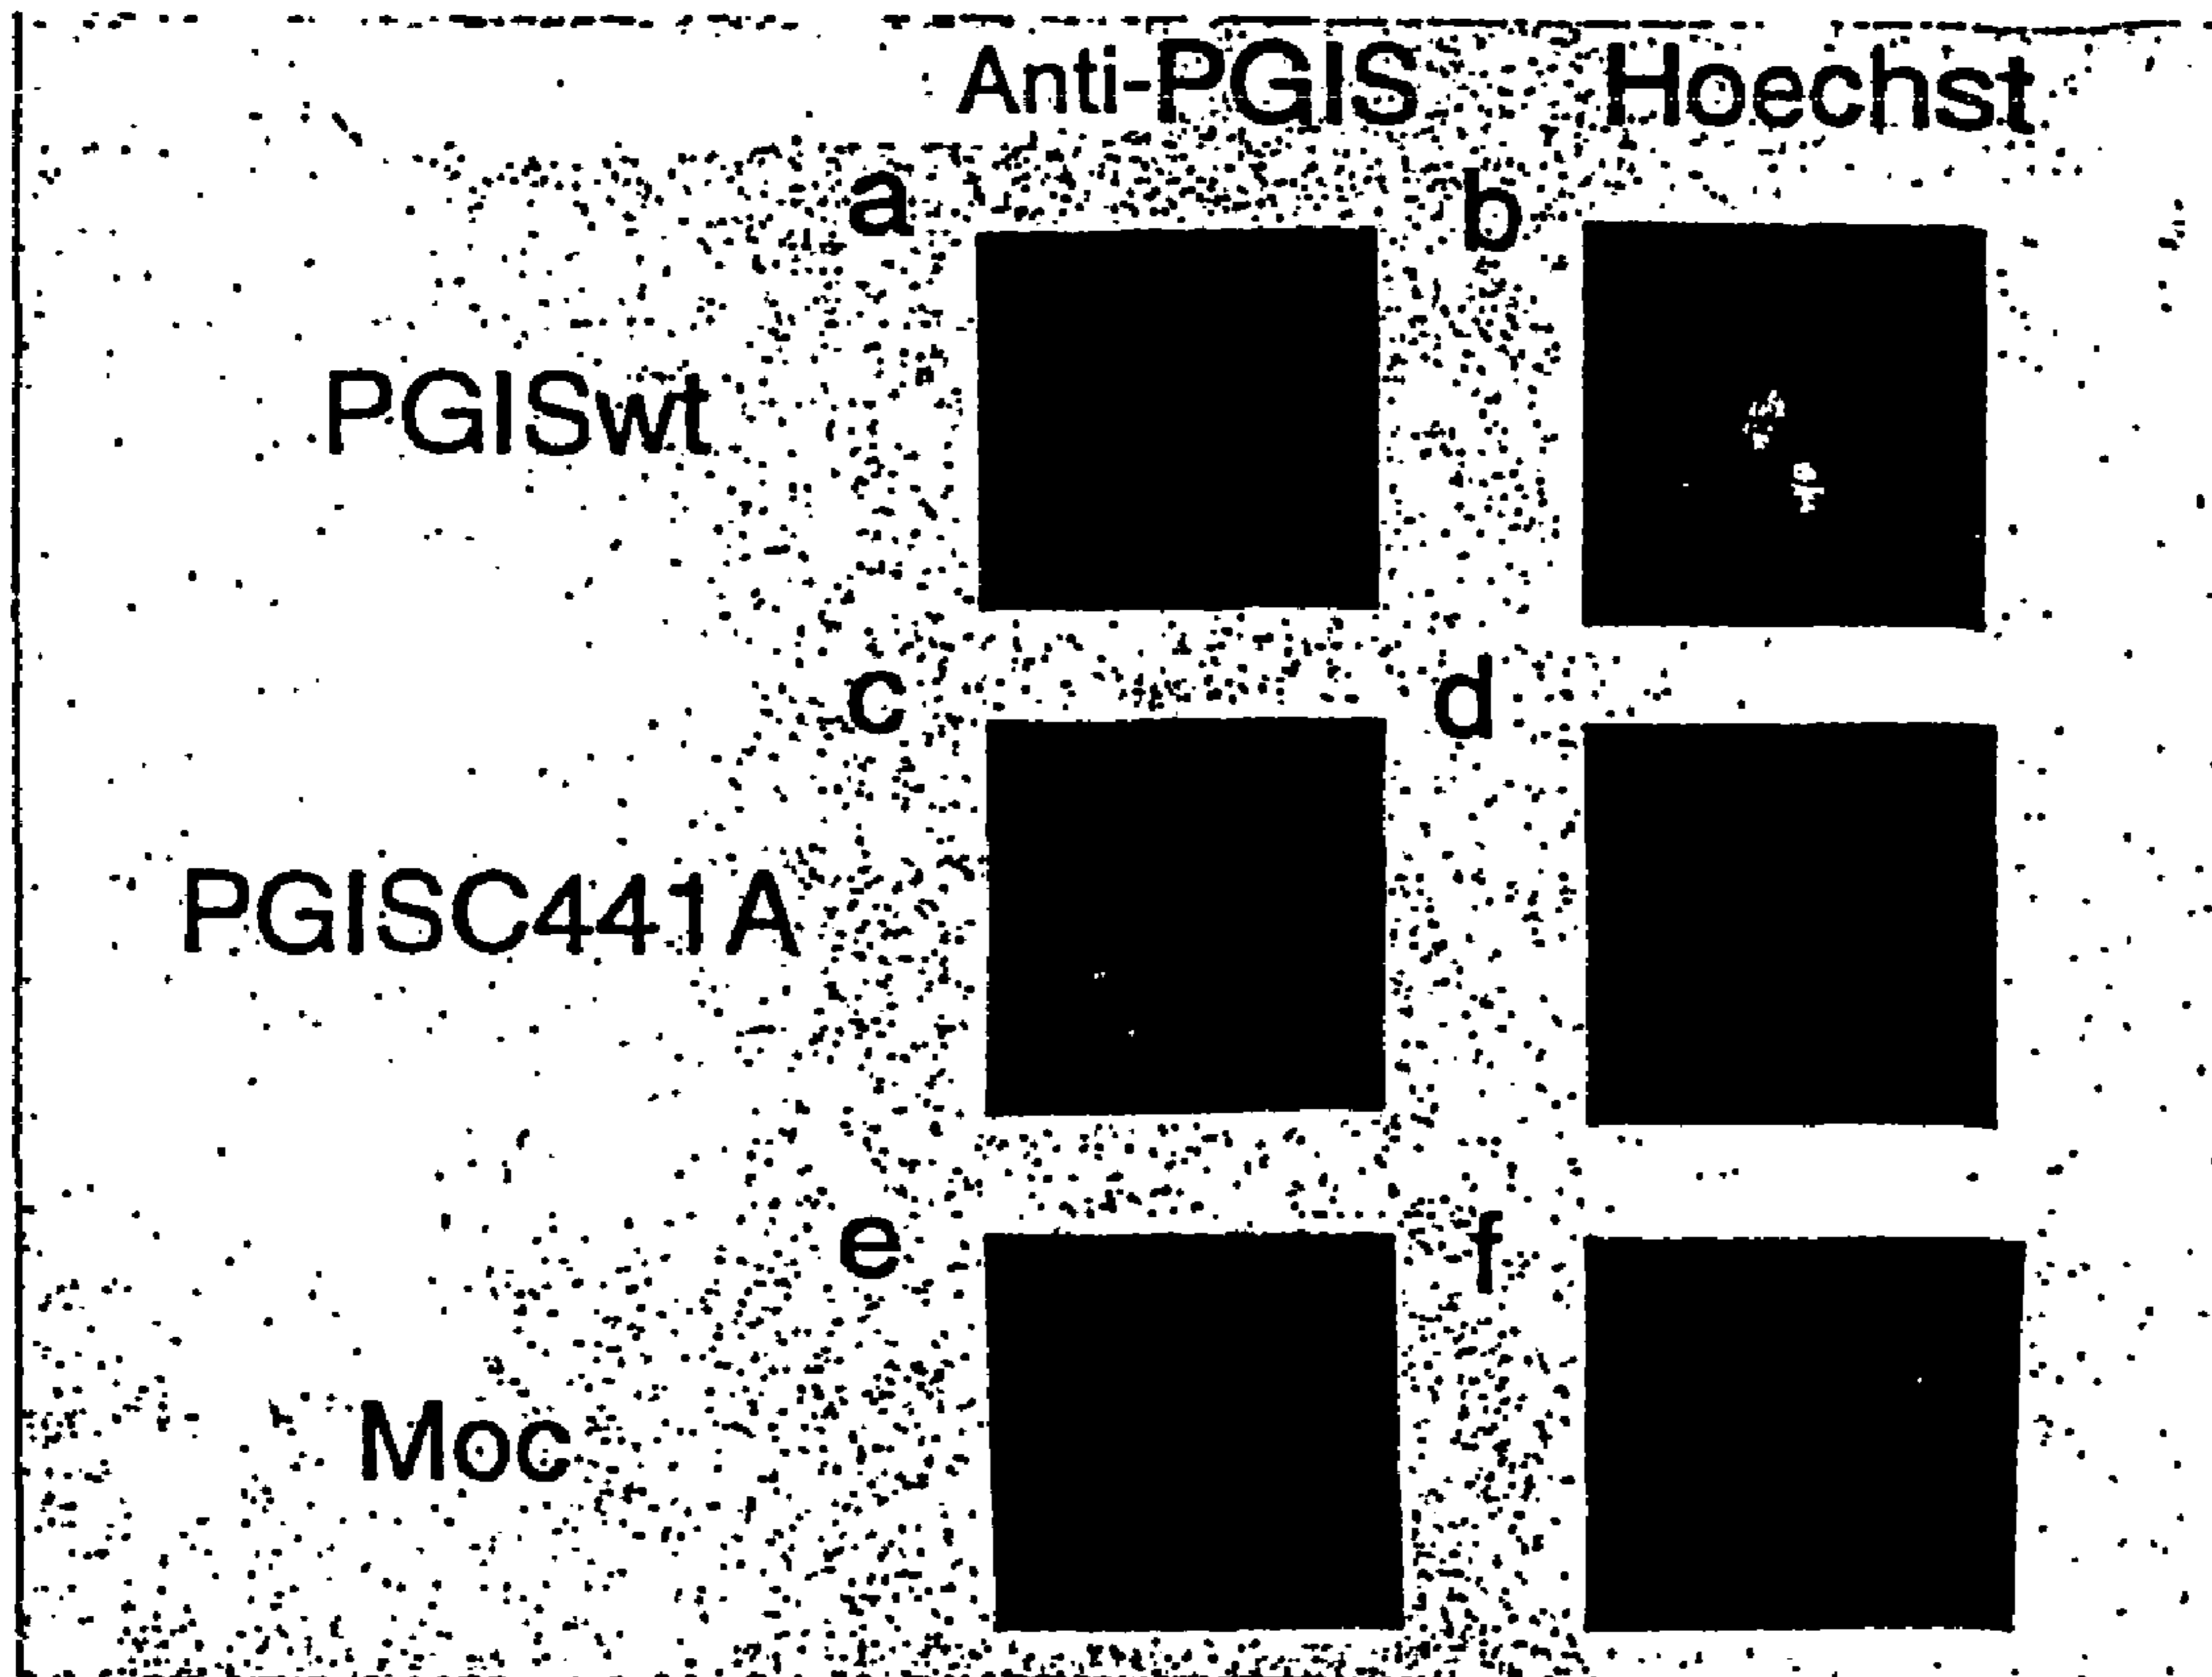 Anti-PGIS Hoechst
a b
PGISwt
c d
PGISC441A
e f
Moc